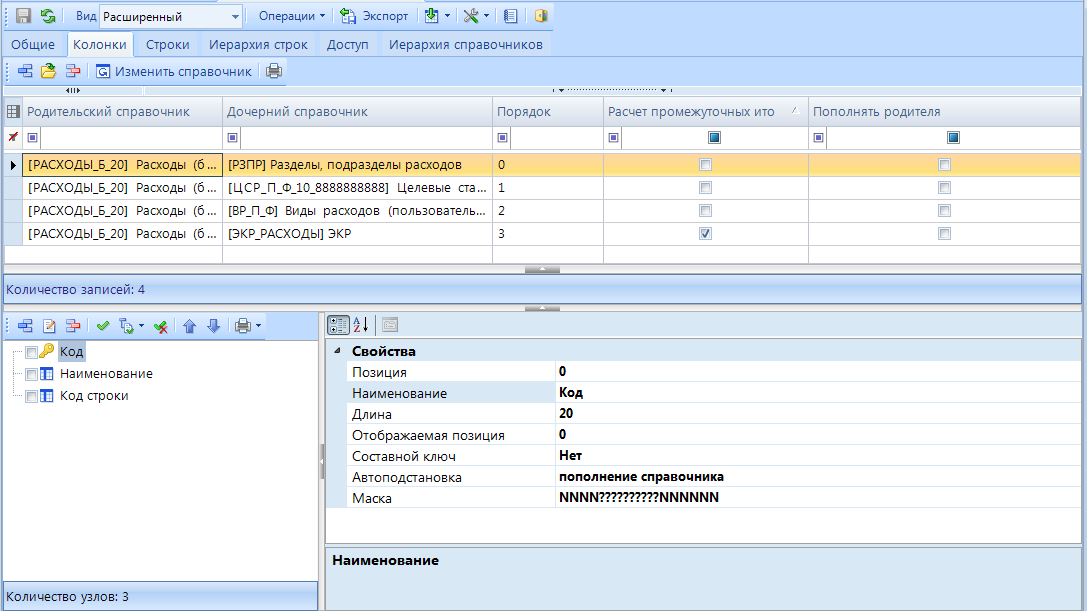 Вид Расширенный Операции Экспорт
Общие Колонки Строки Иерархия строк Доступ Иерархия справочников
Изменить справочник
Родительский справочник Дочерний справочник Порядок Расчет промежуточных ито Пополнять родителя
[РАСХОДЫ_Б_20] Расходы (б ... [РЗПР] Разделы, подразделы расходов 0
[РАСХОДЫ_Б_20] Расходы (б ... [ЦСР_П_Ф_10_8888888888] Целевые ста... 1
[РАСХОДЫ_Б_20] Расходы (б ... [ВР_П_Ф] Виды расходов (пользователь... 2
[РАСХОДЫ_Б_20] Расходы (б ... [ЭКР_РАСХОДЫ] ЭКР 3
Количество записей: 4
Код
Наименование
Код строки
Количество узлов: 3
Свойства
Позиция 0
Наименование Код
Длина 20
Отображаемая позиция 0
Составной ключ Нет
Автоподстановка пополнение справочника
Маска NNNN??????????NNNNNN
Наименование